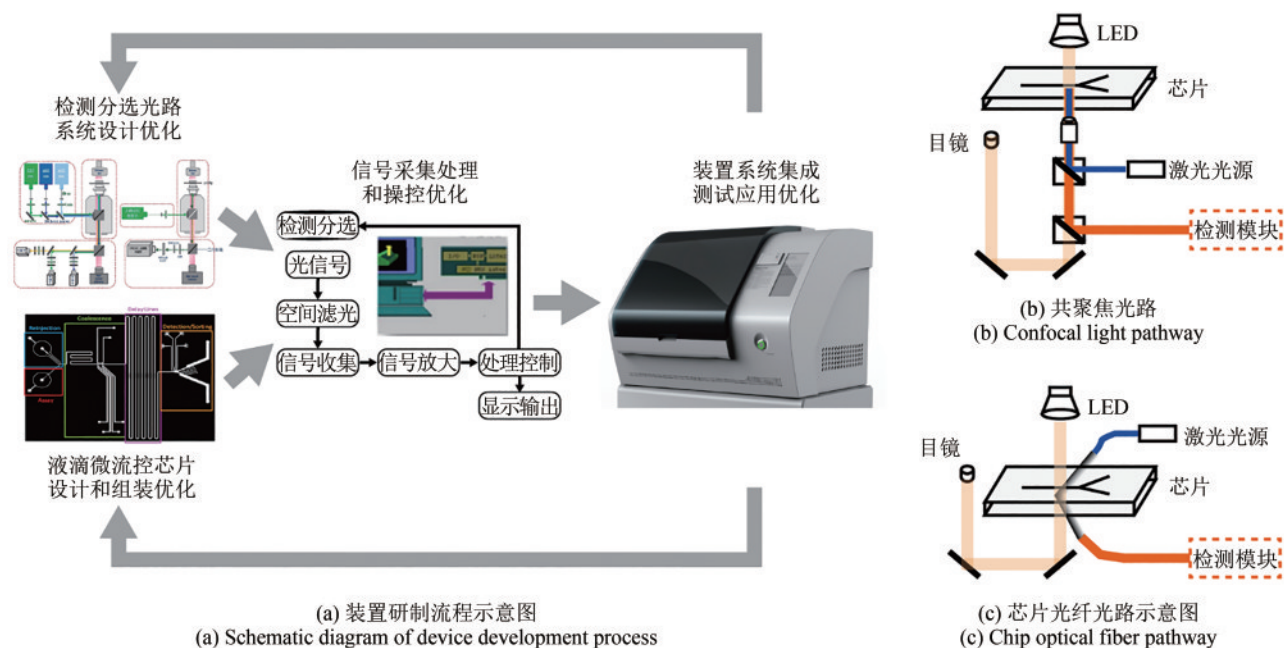 检测分选光路
系统设计优化
信号采集处理
和操控优化
检测分选
光信号
空间滤光
信号收集
信号放大
处理控制
显示输出
Reinjection
Coalescence
Delay Lines
Detection/Sorting
液滴微流控芯片
设计和组装优化
装置系统集成
测试应用优化
(a) 装置研制流程示意图
(a) Schematic diagram of device development process
LED
芯片
目镜
激光光源
检测模块
(b) 共聚焦光路
(b) Confocal light pathway
LED
激光光源
目镜
芯片
检测模块
(c) 芯片光纤光路示意图
(c) Chip optical fiber pathway